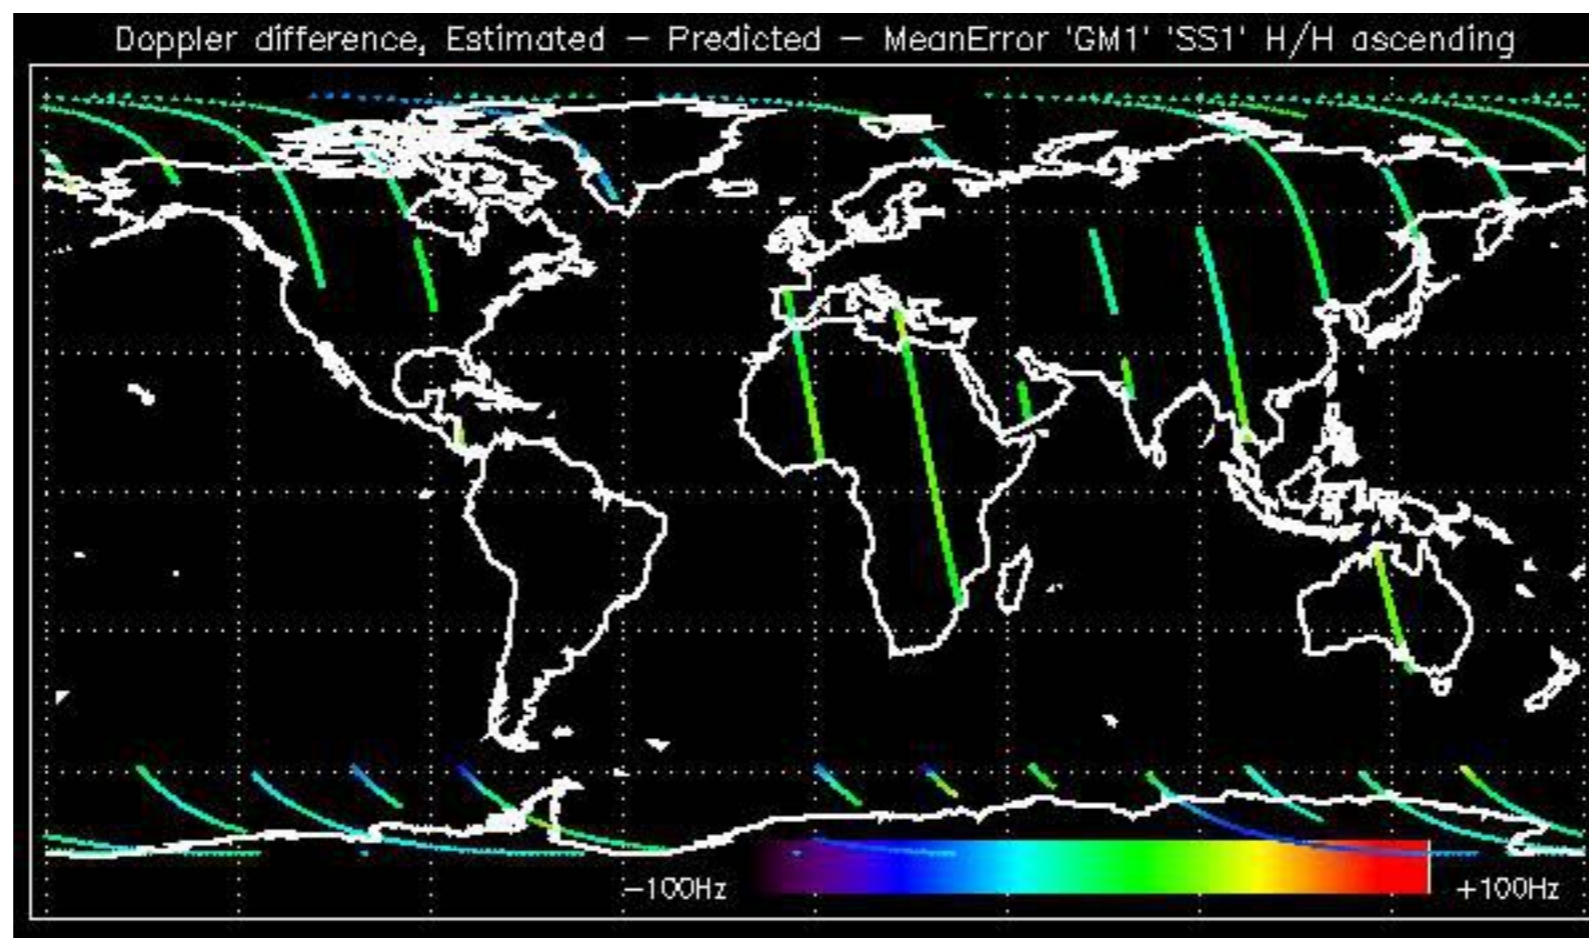 Doppler difference, Estimated — Predicted — MeanError 'GM1' 'SS1' H/H ascending
—100Hz +100Hz